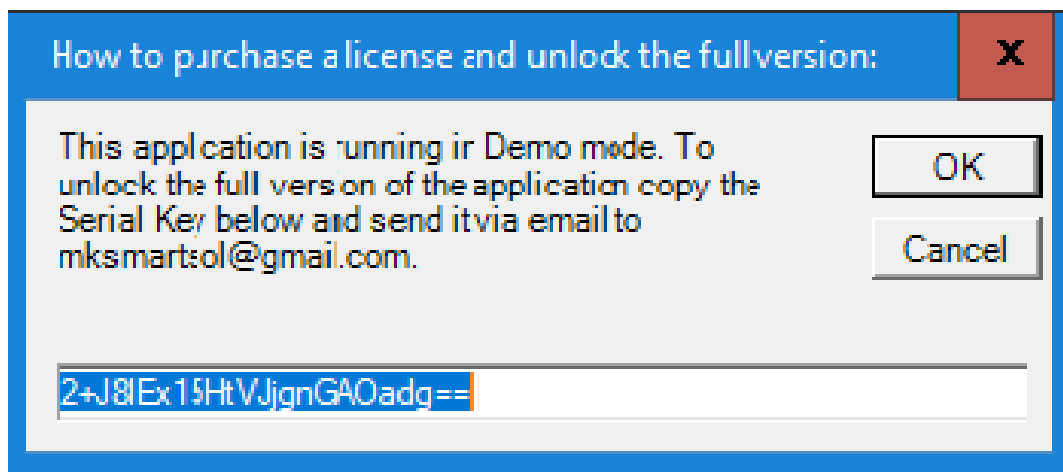 How to purchase a license and unlock the full version:
X
This application is running in Demo mode. To
unlock the full version of the application copy the
Serial Key below and send it via email to
mksmartsol@gmail.com.
OK
Cancel